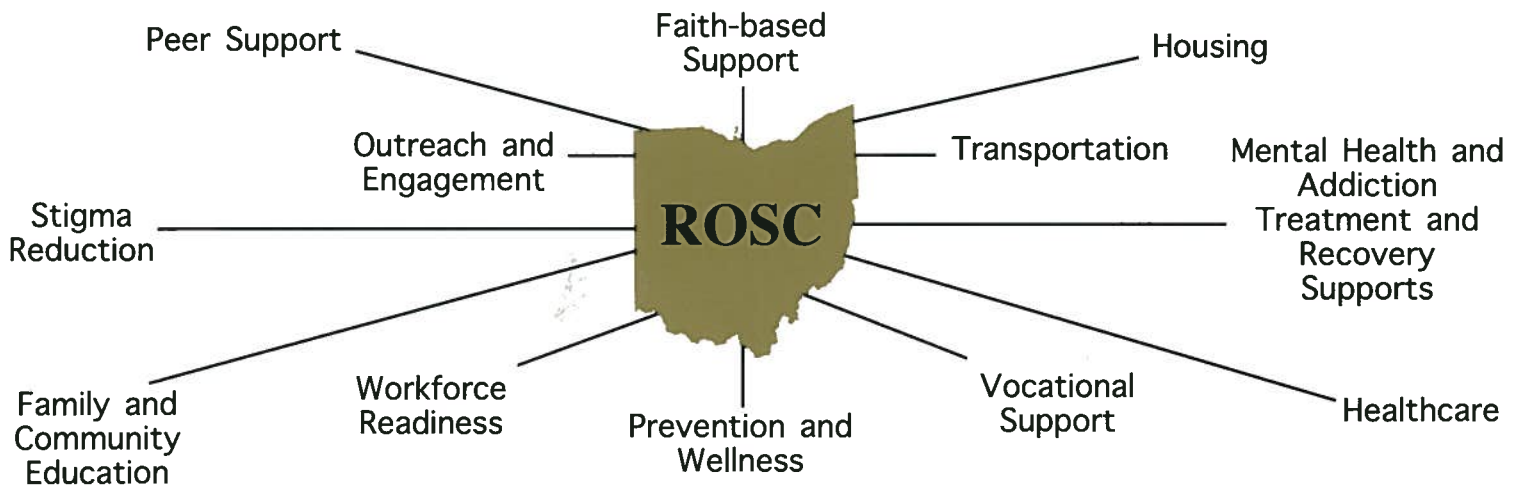 Peer Support
Faith-based
Support
Housing
Outreach and
Engagement
Transportation
Mental Health and
Addiction
Treatment and
Recovery
Supports
Stigma
Reduction
ROSC
Family and
Community
Education
Workforce
Readiness
Prevention and
Wellness
Vocational
Support
Healthcare